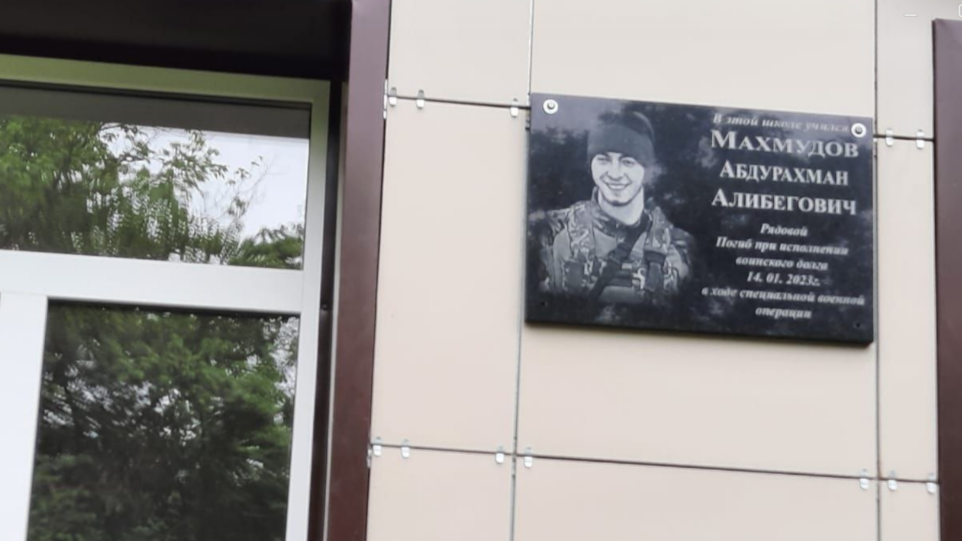 В этой школе учился
МАХМУДОВ
АБДУРАХМАН
АЛИБЕГОВИЧ
Рядовой
Погиб при исполнении
воинского долга
14. 01. 2023г.
в ходе специальной военной
операции